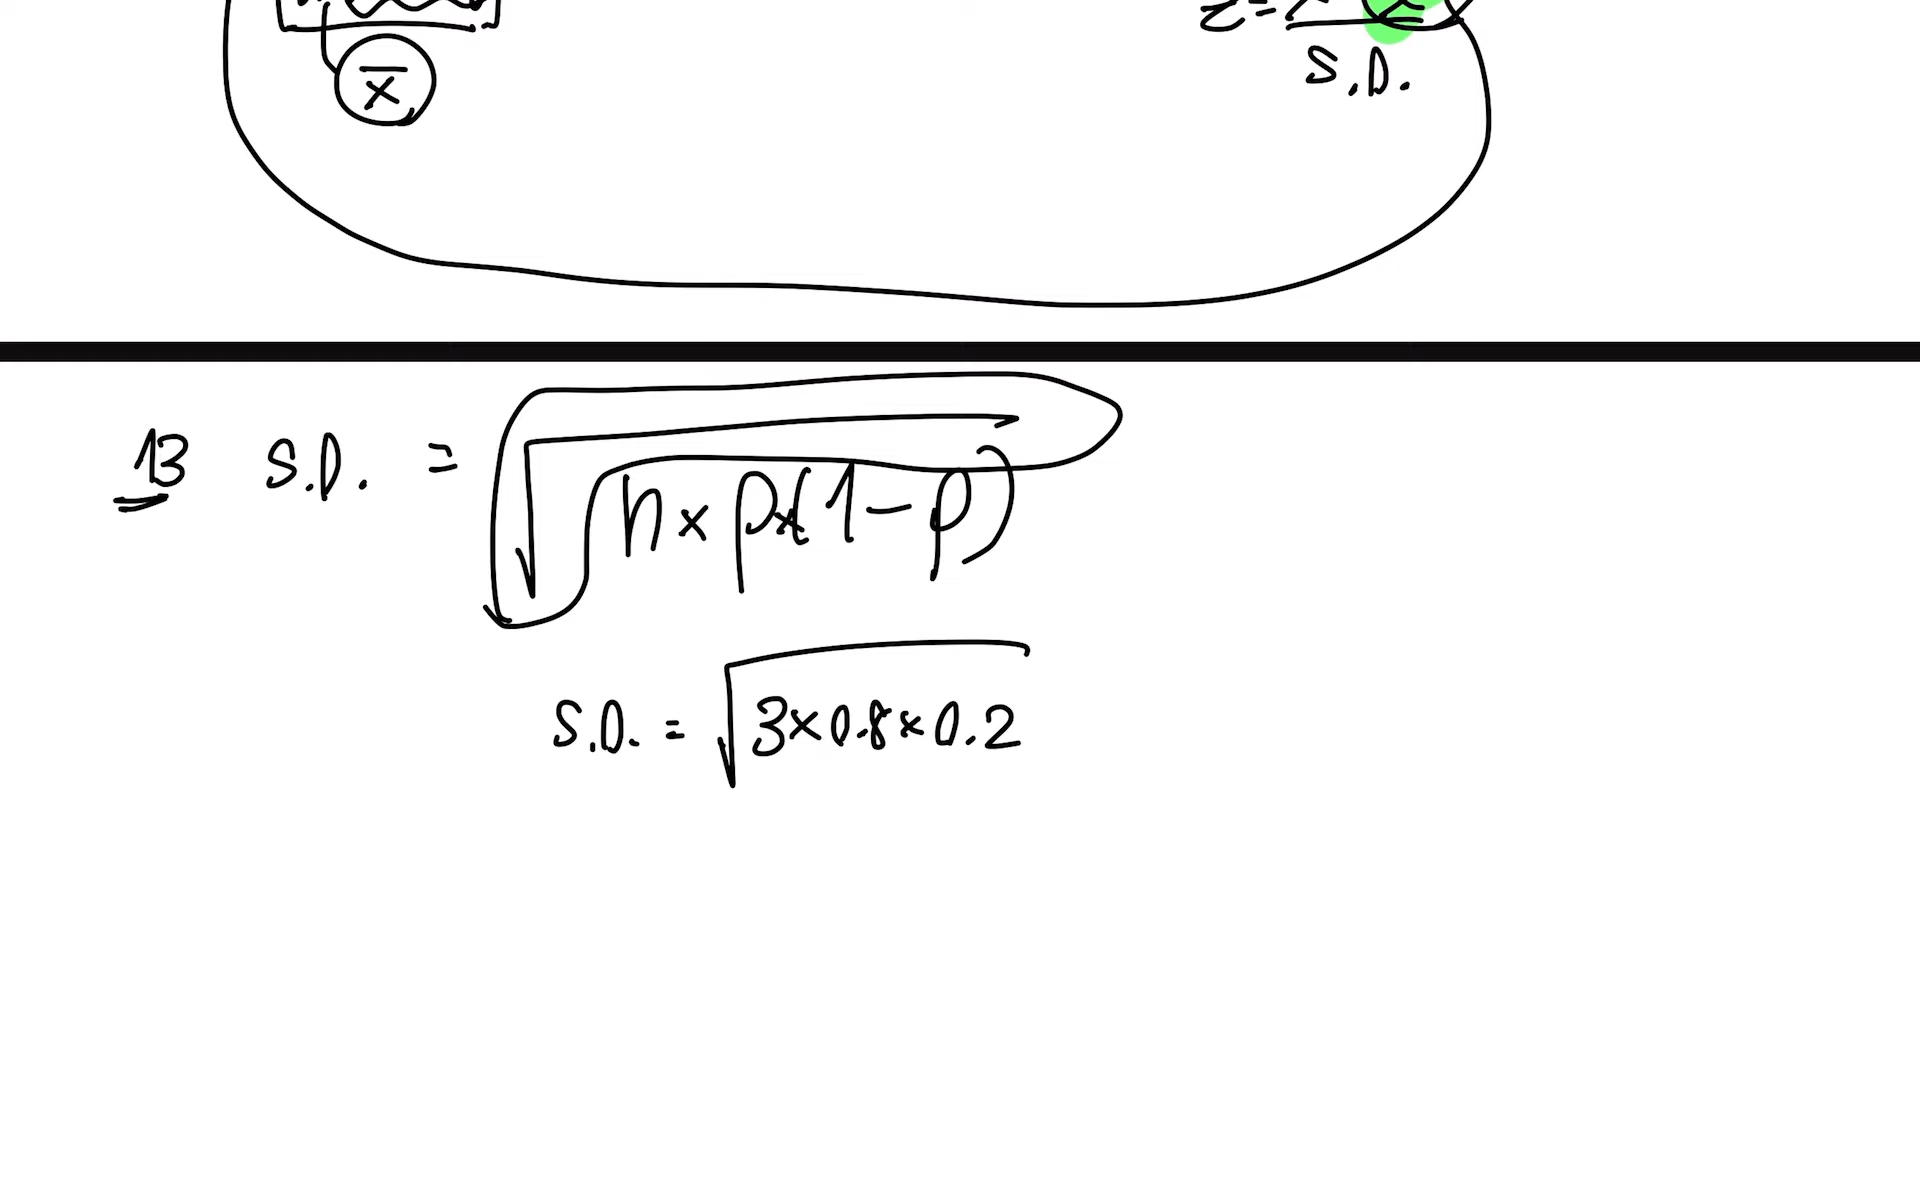 x̄
z=
S.D.
13 S.D. = √n×p×(1-p)
S.D. = √3×0.8×0.2